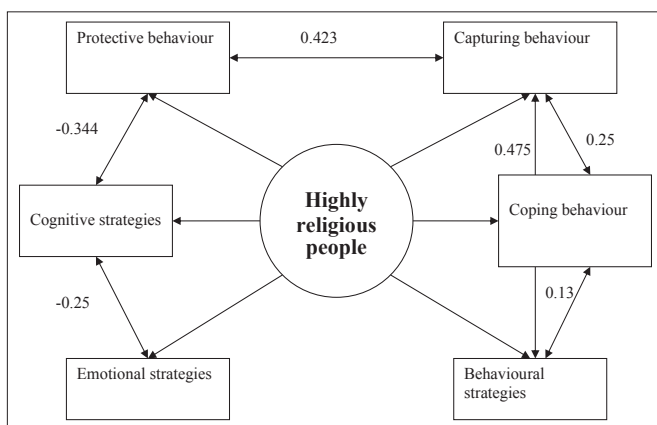 Protective behaviour
0.423
Capturing behaviour
-0.344
0.475
0.25
Highly
religious
people
Cognitive strategies
Coping behaviour
-0.25
0.13
Emotional strategies
Behavioural
strategies